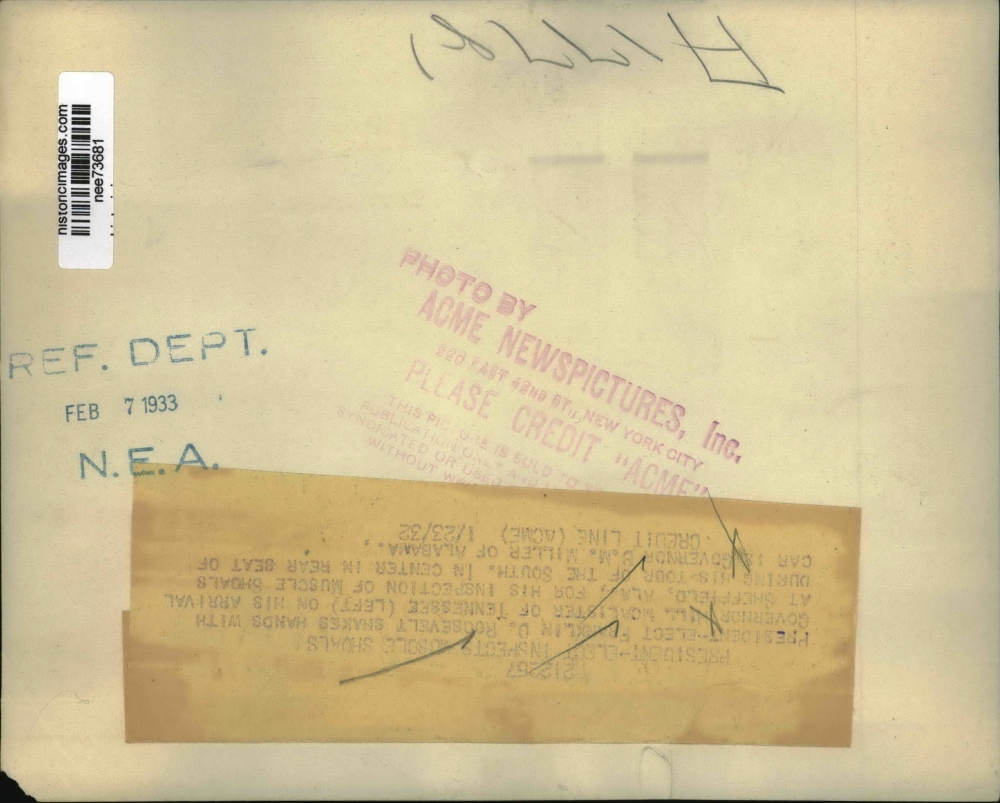 historicimages.com
nee73681
PHOTO BY
ACME NEWSPICTURES, Inc.
220 EAST 42ND ST., NEW YORK CITY
PLEASE CREDIT "ACME"
THIS PICTURE IS SOLD TO
PUBLICATION ONLY AND
SYNDICATED OR USED
WITHOUT
REF. DEPT.
FEB 7 1933
N.E.A.
PRESIDENT-ELECT INSPECTS MUSCLE SHOALS
PRESIDENT-ELECT FRANKLIN D. ROOSEVELT SHAKES HANDS WITH
GOVERNOR MCALISTER OF TENNESSEE (LEFT) ON HIS ARRIVAL
AT SHEFFIELD, ALA., FOR HIS INSPECTION OF MUSCLE SHOALS
DURING HIS TOUR OF THE SOUTH. IN CENTER IN REAR SEAT OF
CAR IS GOVERNOR B.M. MILLER OF ALABAMA.
CREDIT LINE (ACME) 1/23/32